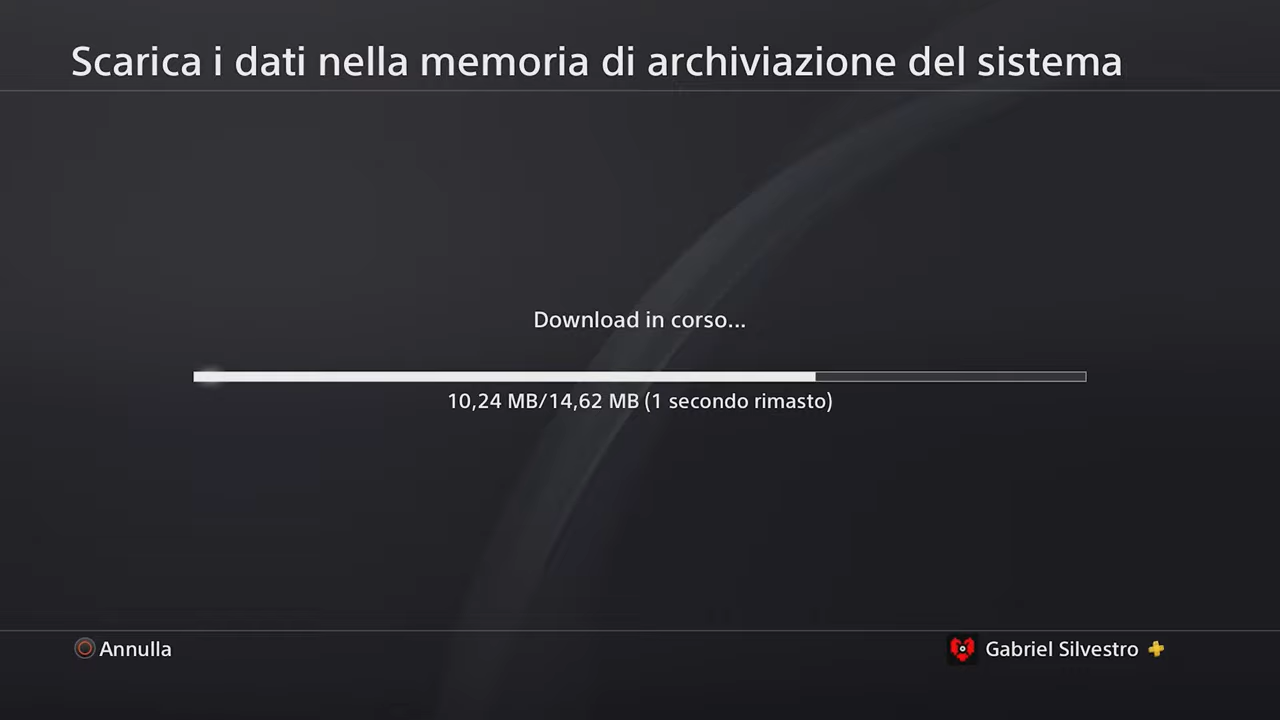 Scarica i dati nella memoria di archiviazione del sistema
Download in corso...
10,24 MB/14,62 MB (1 secondo rimasto)
Annulla
Gabriel Silvestro